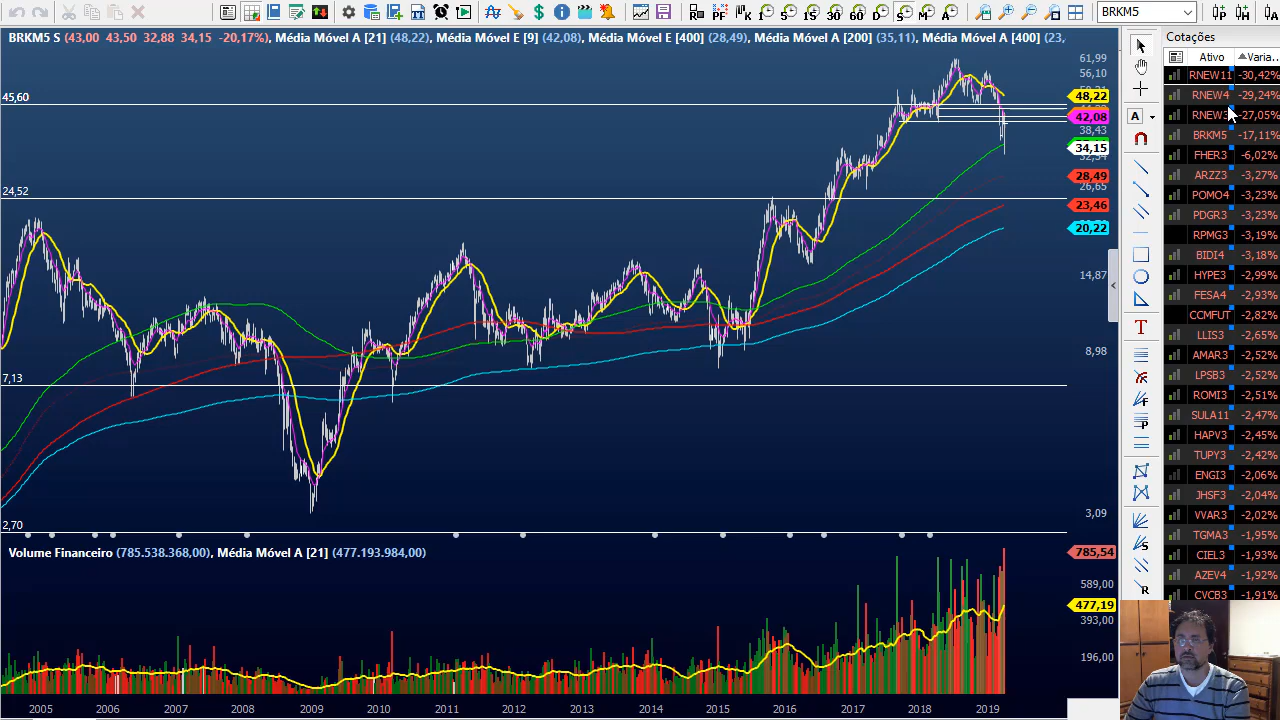 5 15 30 60 D S M A BRKM5
BRKM5 S (43,00 43,50 32,88 34,15 -20,17%), Média Móvel A [21] (48,22), Média Móvel E [9] (42,08), Média Móvel E [400] (28,49), Média Móvel A [200] (35,11), Média Móvel A [400] (23,
Cotações
Ativo Varia...
61,99
56,10
48,22
45,60
42,08
38,43
34,15
28,49
26,65
24,52
23,46
20,22
14,87
8,98
7,13
3,09
2,70
RNEW11 -30,42%
RNEW4 -29,24%
RNEW3 -27,05%
BRKM5 -17,11%
FHER3 -6,02%
ARZZ3 -3,27%
POMO4 -3,23%
PDGR3 -3,23%
RPMG3 -3,19%
BIDI4 -3,18%
HYPE3 -2,99%
FESA4 -2,93%
CCMFUT -2,82%
LLIS3 -2,65%
AMAR3 -2,52%
LPSB3 -2,52%
ROMI3 -2,51%
SULA11 -2,47%
HAPV3 -2,45%
TUPY3 -2,42%
ENGI3 -2,06%
JHSF3 -2,04%
VVAR3 -2,02%
TGMA3 -1,95%
CIEL3 -1,93%
AZEV4 -1,92%
CVCB3 -1,91%
Volume Financeiro (785.538.368,00), Média Móvel A [21] (477.193.984,00)
785,54
589,00
477,19
393,00
196,00
2005 2006 2007 2008 2009 2010 2011 2012 2013 2014 2015 2016 2017 2018 2019